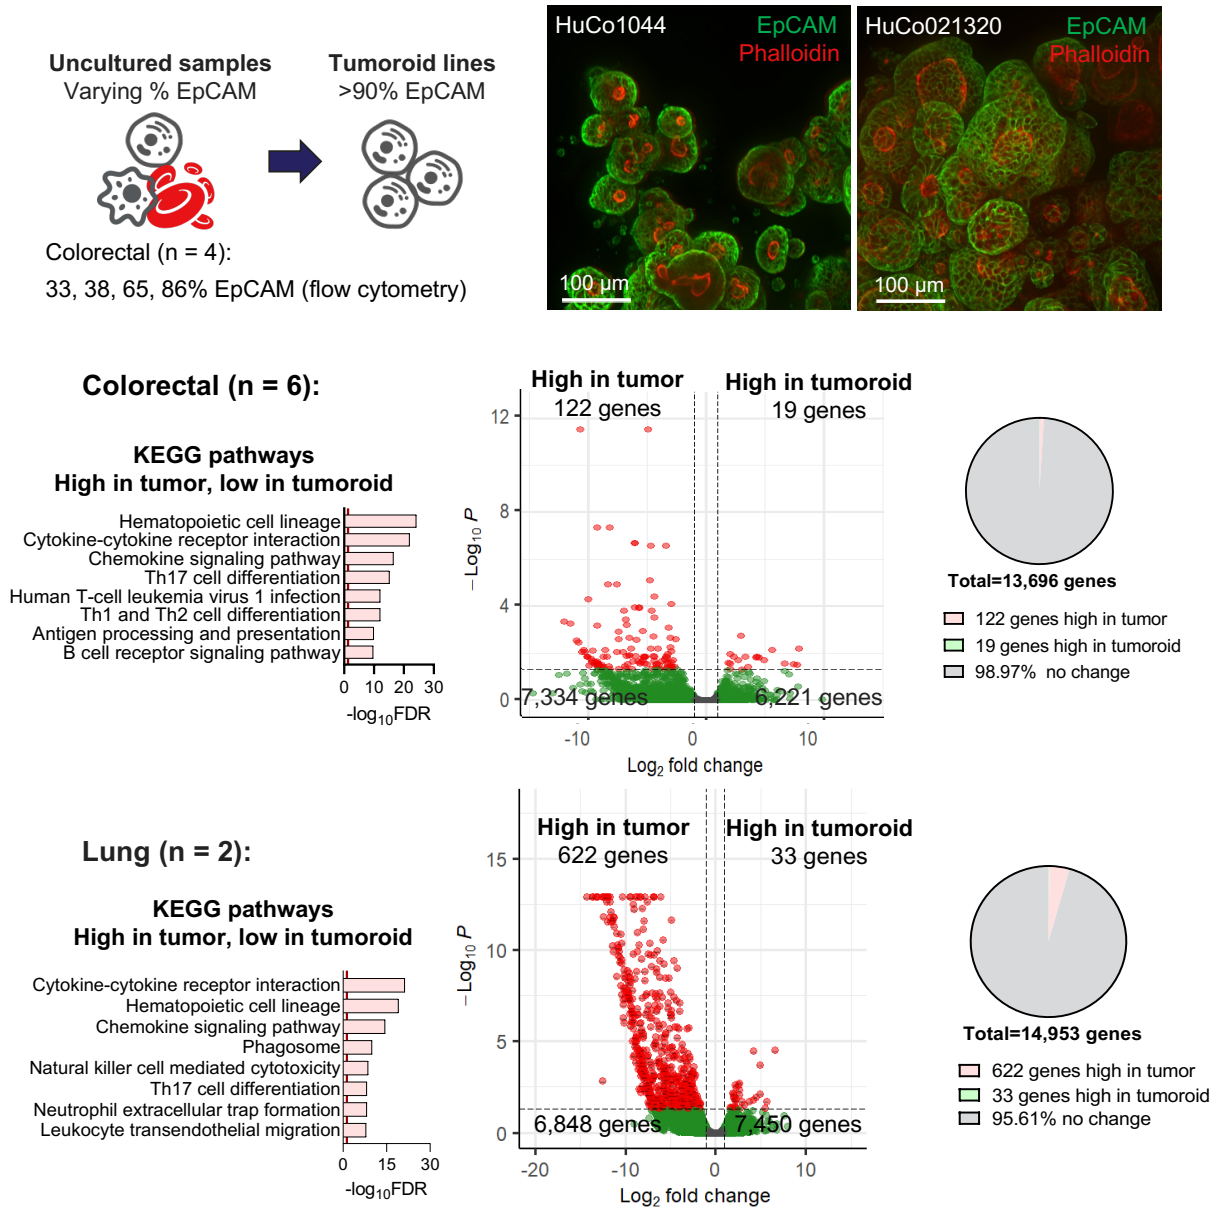 Uncultured samples
Varying % EpCAM
Tumoroid lines
>90% EpCAM
Colorectal (n = 4):
33, 38, 65, 86% EpCAM (flow cytometry)
HuCo1044
EpCAM
Phalloidin
100 µm
HuCo021320
EpCAM
Phalloidin
100 µm
Colorectal (n = 6):
KEGG pathways
High in tumor, low in tumoroid
Hematopoietic cell lineage
Cytokine-cytokine receptor interaction
Chemokine signaling pathway
Th17 cell differentiation
Human T-cell leukemia virus 1 infection
Th1 and Th2 cell differentiation
Antigen processing and presentation
B cell receptor signaling pathway
0 10 20 30
-log10FDR
High in tumor
122 genes
High in tumoroid
19 genes
12
8
4
0
−Log10 P
7,334 genes
6,221 genes
-10 0 10
Log2 fold change
Total=13,696 genes
122 genes high in tumor
19 genes high in tumoroid
98.97% no change
Lung (n = 2):
KEGG pathways
High in tumor, low in tumoroid
Cytokine-cytokine receptor interaction
Hematopoietic cell lineage
Chemokine signaling pathway
Phagosome
Natural killer cell mediated cytotoxicity
Th17 cell differentiation
Neutrophil extracellular trap formation
Leukocyte transendothelial migration
0 15 30
-log10FDR
High in tumor
622 genes
High in tumoroid
33 genes
15
10
5
0
−Log10 P
6,848 genes
7,450 genes
-20 -10 0 10
Log2 fold change
Total=14,953 genes
622 genes high in tumor
33 genes high in tumoroid
95.61% no change